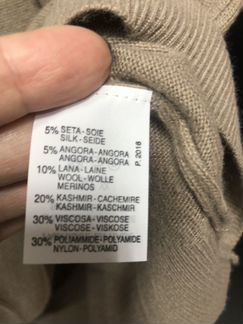 5% SETA - SOIE
SILK - SEIDE
5% ANGORA - ANGORA
ANGORA - ANGORA
10% LANA - LAINE
WOOL - WOLLE
MERINOS
20% KASHMIR - CACHEMIRE
KASHMIR - KASCHMIR
30% VISCOSA - VISCOSE
VISCOSE - VISKOSE
30% POLIAMMIDE - POLYAMIDE
NYLON - POLYAMID
P. 2016